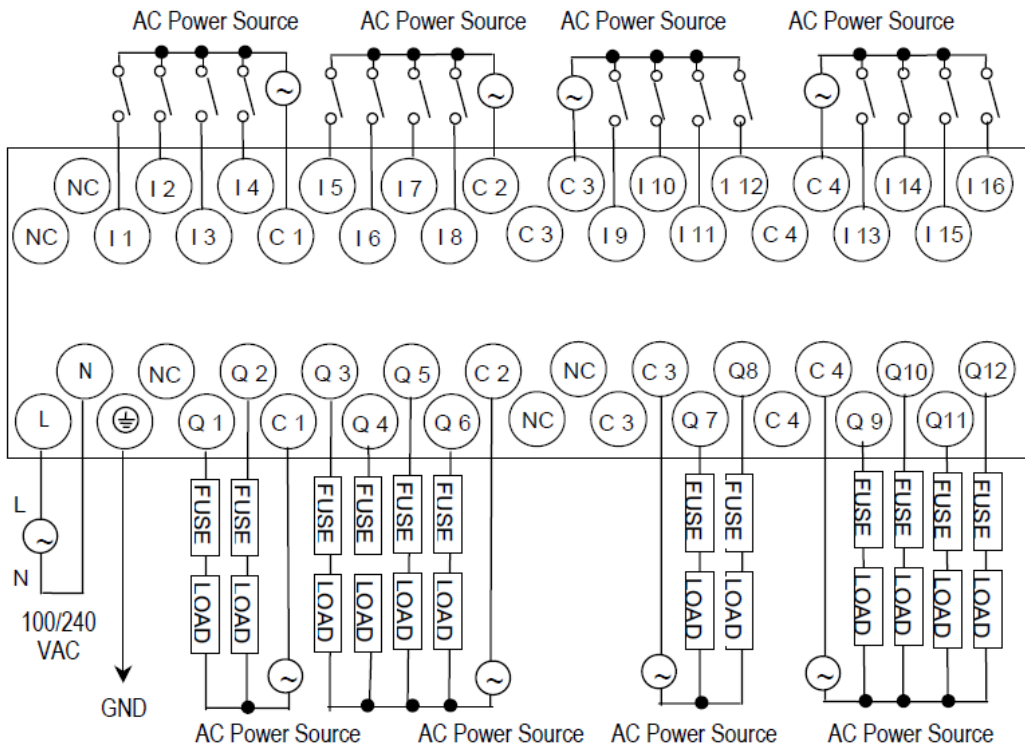 AC Power Source AC Power Source AC Power Source AC Power Source
~ ~ ~ ~
NC I 2 I 4 I 5 I 7 C 2 C 3 I 10 1 12 C 4 I 14 I 16
NC I 1 I 3 C 1 I 6 I 8 C 3 I 9 I 11 C 4 I 13 I 15
N NC Q 2 Q 3 Q 5 C 2 NC C 3 Q8 C 4 Q10 Q12
L Q 1 C 1 Q 4 Q 6 NC C 3 Q 7 C 4 Q 9 Q11
FUSE FUSE FUSE FUSE FUSE FUSE FUSE FUSE FUSE FUSE FUSE FUSE
L
~
N
LOAD LOAD LOAD LOAD LOAD LOAD LOAD LOAD LOAD LOAD LOAD LOAD
100/240
VAC
~ ~ ~ ~
GND
AC Power Source AC Power Source AC Power Source AC Power Source